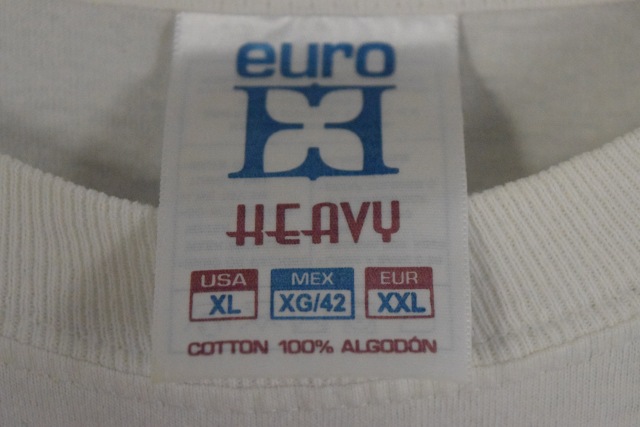 euro
H
HEAVY
USA MEX EUR
XL XG/42 XXL
COTTON 100% ALGODÓN